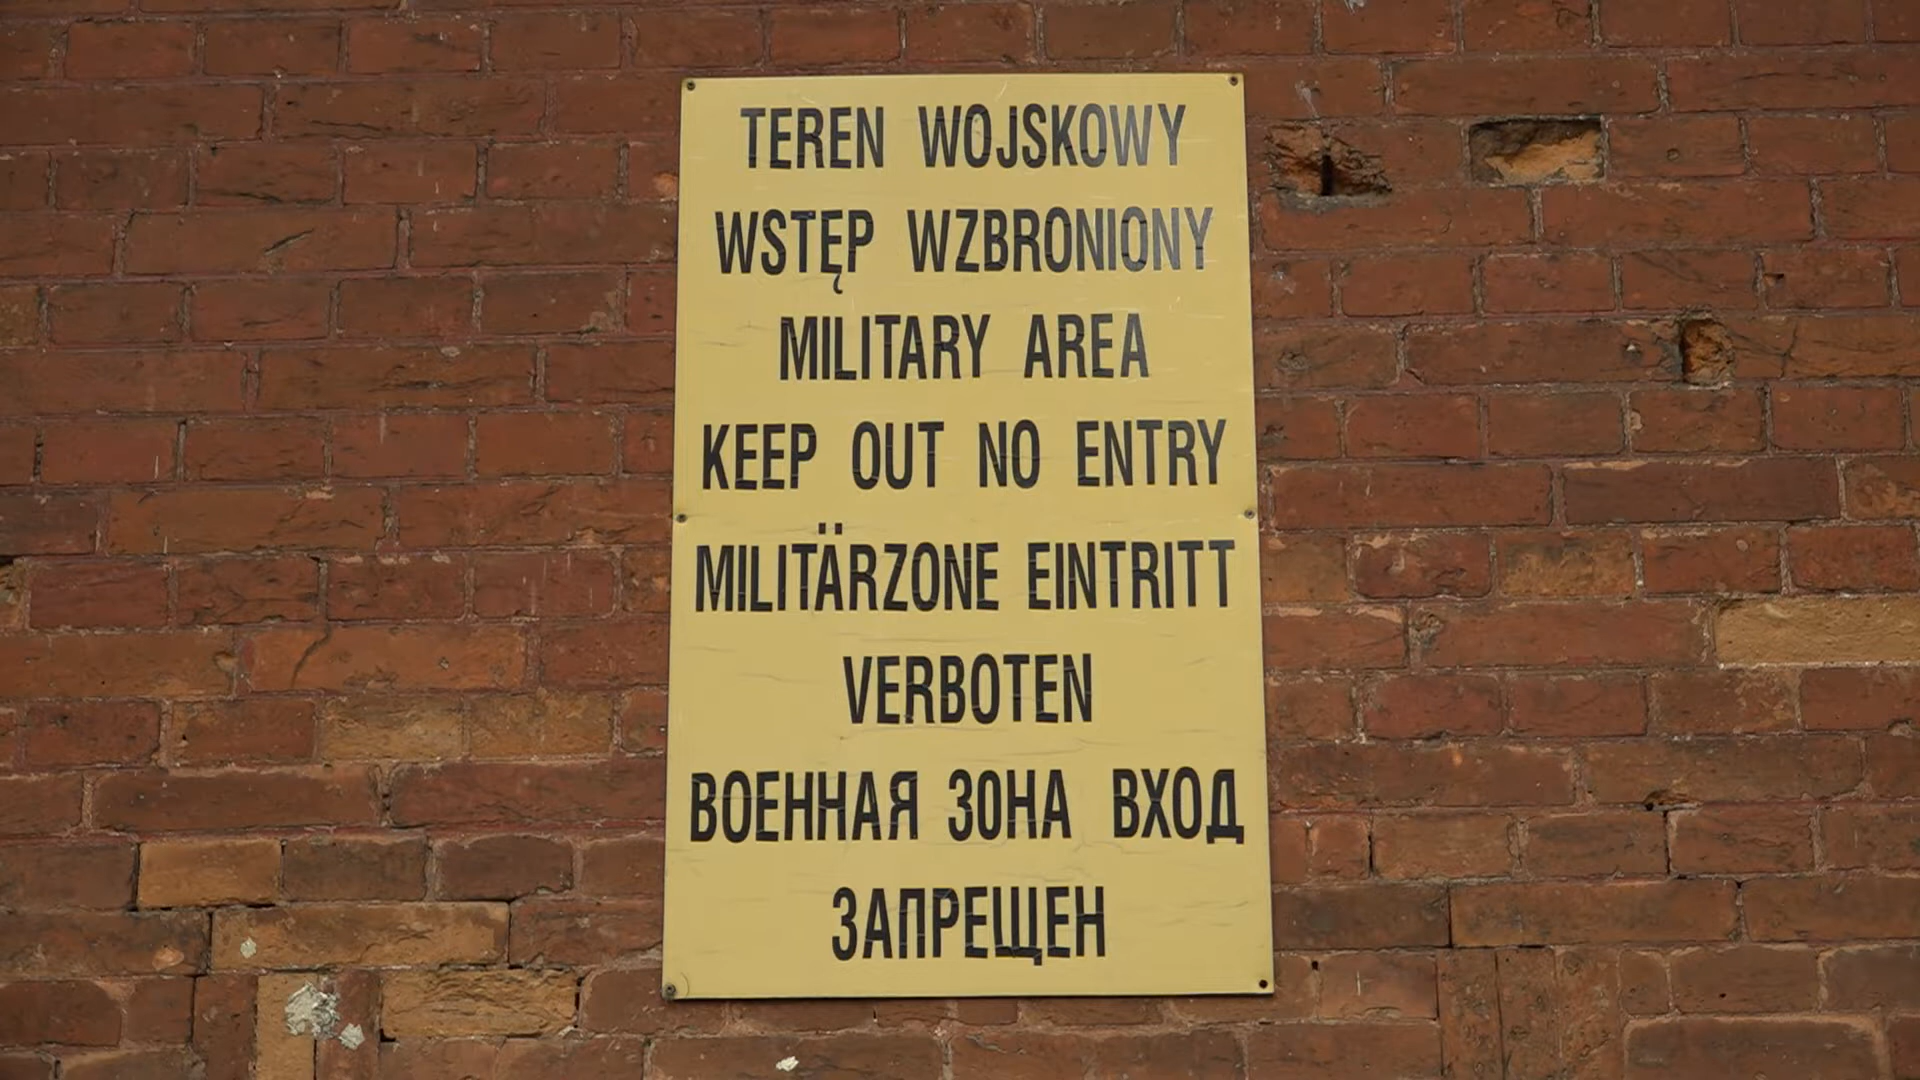 TEREN WOJSKOWY
WSTĘP WZBRONIONY
MILITARY AREA
KEEP OUT NO ENTRY
MILITÄRZONE EINTRITT
VERBOTEN
ВОЕННАЯ ЗОНА ВХОД
ЗАПРЕЩЕН